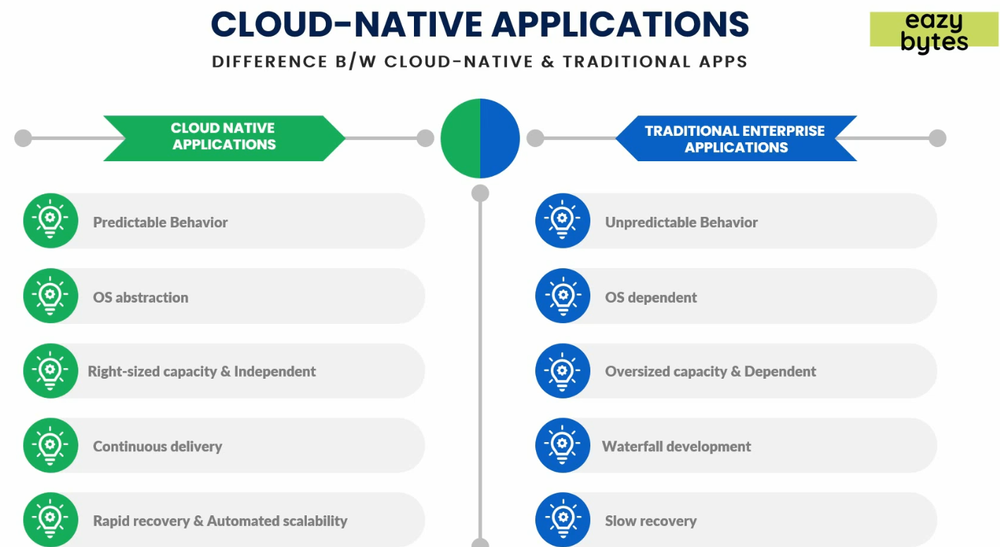 CLOUD-NATIVE APPLICATIONS
DIFFERENCE B/W CLOUD-NATIVE & TRADITIONAL APPS
eazy
bytes
CLOUD NATIVE
APPLICATIONS
Predictable Behavior
OS abstraction
Right-sized capacity & Independent
Continuous delivery
Rapid recovery & Automated scalability
TRADITIONAL ENTERPRISE
APPLICATIONS
Unpredictable Behavior
OS dependent
Oversized capacity & Dependent
Waterfall development
Slow recovery